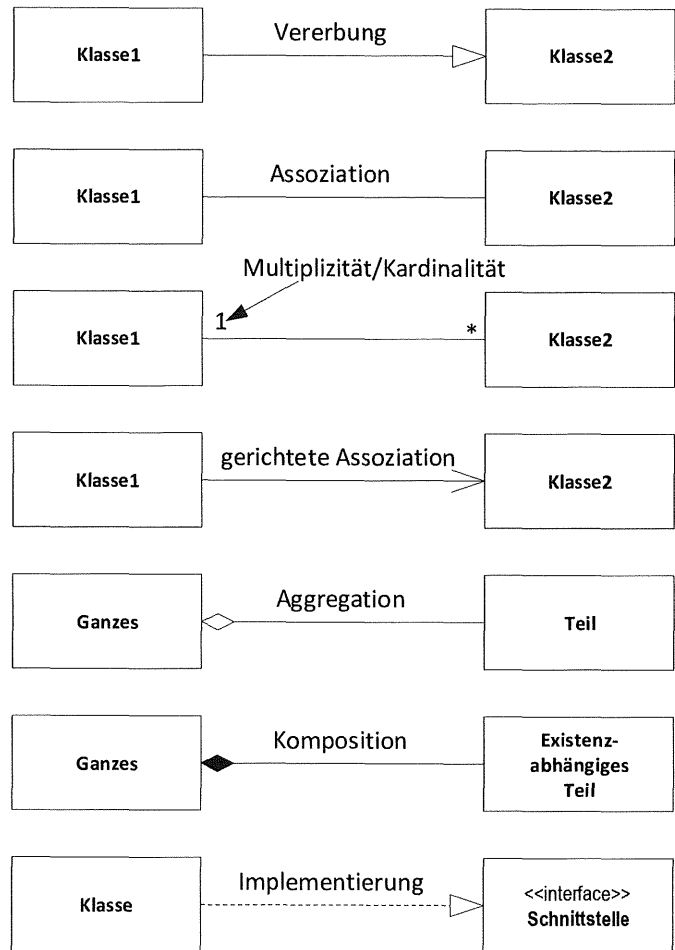 Vererbung
Klasse1
Klasse2
Assoziation
Klasse1
Klasse2
Multiplizität/Kardinalität
1
*
Klasse1
Klasse2
gerichtete Assoziation
Klasse1
Klasse2
Aggregation
Ganzes
Teil
Komposition
Ganzes
Existenz-
abhängiges
Teil
Implementierung
Klasse
<<interface>>
Schnittstelle